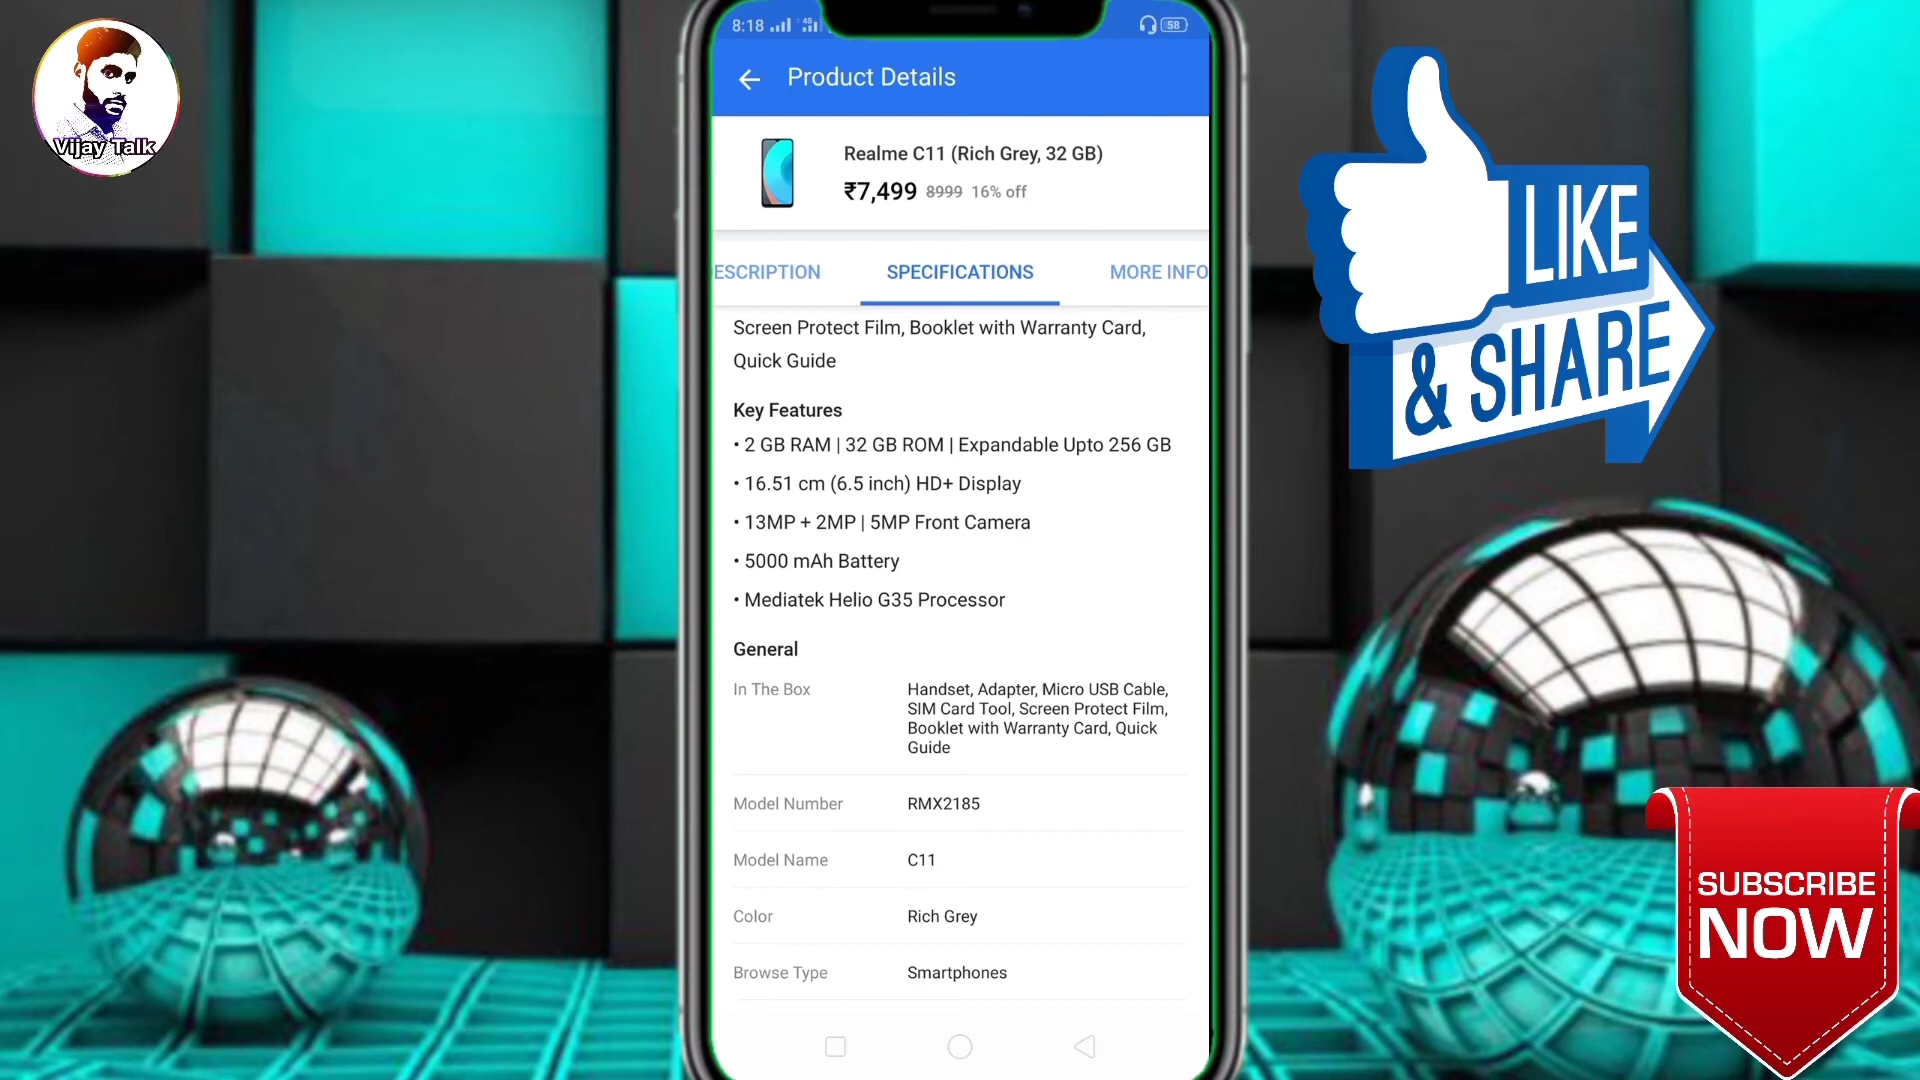 Vijay Talk
8:18
4G
58
Product Details
Realme C11 (Rich Grey, 32 GB)
₹7,499 8999 16% off
ESCRIPTION SPECIFICATIONS MORE INFO
Screen Protect Film, Booklet with Warranty Card,
Quick Guide
Key Features
• 2 GB RAM | 32 GB ROM | Expandable Upto 256 GB
• 16.51 cm (6.5 inch) HD+ Display
• 13MP + 2MP | 5MP Front Camera
• 5000 mAh Battery
• Mediatek Helio G35 Processor
General
In The Box Handset, Adapter, Micro USB Cable,
SIM Card Tool, Screen Protect Film,
Booklet with Warranty Card, Quick
Guide
Model Number RMX2185
Model Name C11
Color Rich Grey
Browse Type Smartphones
LIKE
& SHARE
SUBSCRIBE
NOW